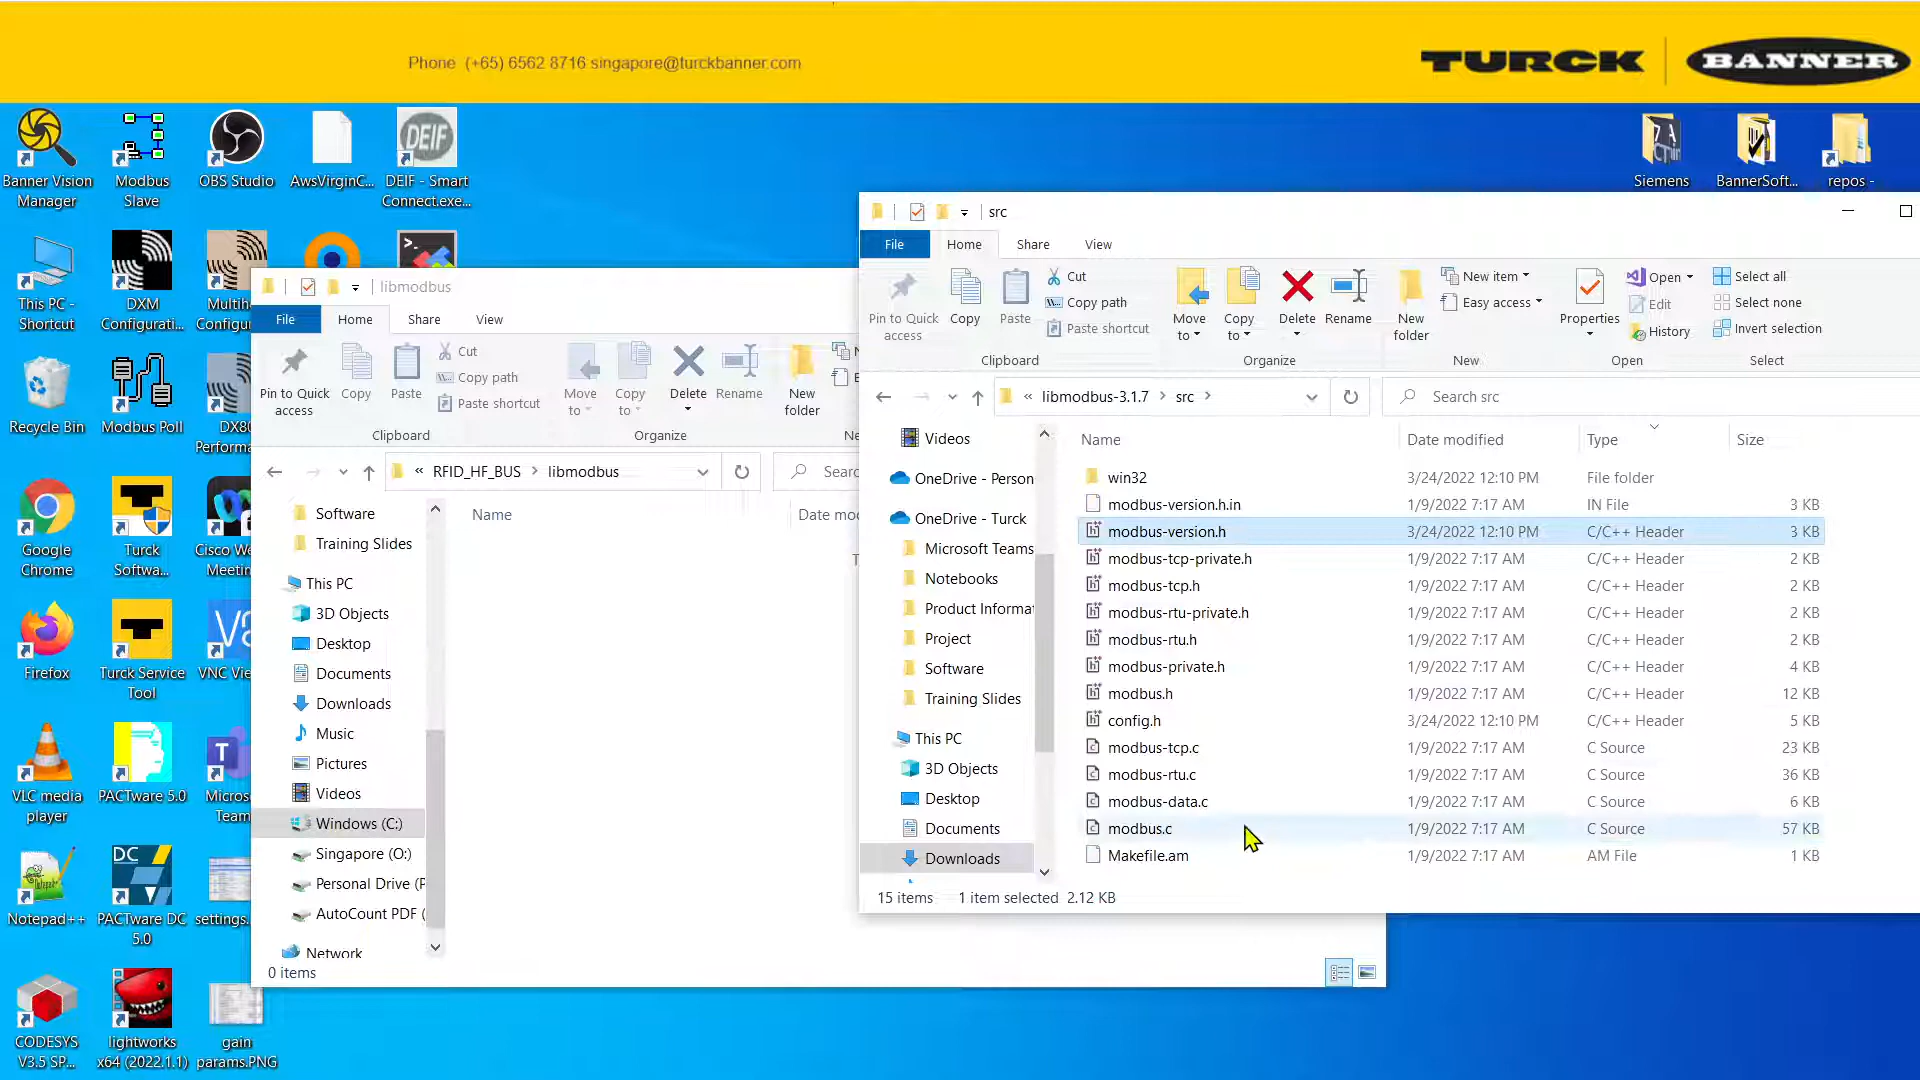 Phone (+65) 6562 8716 singapore@turckbanner.com
TURCK
BANNER
Banner Vision Manager
Modbus Slave
OBS Studio
AwsVirginC...
DEIF - Smart Connect.exe...
Siemens
BannerSoft...
repos -
This PC - Shortcut
DXM Configurati...
Recycle Bin
Modbus Poll
Google Chrome
Turck Softwa...
Firefox
Turck Service Tool
VLC media player
PACTware 5.0
Notepad++
PACTware DC 5.0
settings.
CODESYS V3.5 SP...
lightworks x64 (2022.1.1)
gain params.PNG
libmodbus
File
Home
Share
View
Pin to Quick access
Copy
Paste
Cut
Copy path
Paste shortcut
Move to
Copy to
Delete
Rename
New folder
Clipboard
Organize
« RFID_HF_BUS > libmodbus
Name
Software
Training Slides
This PC
3D Objects
Desktop
Documents
Downloads
Music
Pictures
Videos
Windows (C:)
Singapore (O:)
Personal Drive (P
AutoCount PDF (
Network
0 items
src
File
Home
Share
View
Pin to Quick access
Copy
Paste
Cut
Copy path
Paste shortcut
Move to
Copy to
Delete
Rename
New folder
New item
Easy access
Properties
Open
Edit
History
Select all
Select none
Invert selection
Clipboard
Organize
New
Open
Select
« libmodbus-3.1.7 > src >
Search src
Videos
OneDrive - Person
OneDrive - Turck
Microsoft Teams
Notebooks
Product Informat
Project
Software
Training Slides
This PC
3D Objects
Desktop
Documents
Downloads
Name Date modified Type Size
win32 3/24/2022 12:10 PM File folder
modbus-version.h.in 1/9/2022 7:17 AM IN File 3 KB
modbus-version.h 3/24/2022 12:10 PM C/C++ Header 3 KB
modbus-tcp-private.h 1/9/2022 7:17 AM C/C++ Header 2 KB
modbus-tcp.h 1/9/2022 7:17 AM C/C++ Header 2 KB
modbus-rtu-private.h 1/9/2022 7:17 AM C/C++ Header 2 KB
modbus-rtu.h 1/9/2022 7:17 AM C/C++ Header 2 KB
modbus-private.h 1/9/2022 7:17 AM C/C++ Header 4 KB
modbus.h 1/9/2022 7:17 AM C/C++ Header 12 KB
config.h 3/24/2022 12:10 PM C/C++ Header 5 KB
modbus-tcp.c 1/9/2022 7:17 AM C Source 23 KB
modbus-rtu.c 1/9/2022 7:17 AM C Source 36 KB
modbus-data.c 1/9/2022 7:17 AM C Source 6 KB
modbus.c 1/9/2022 7:17 AM C Source 57 KB
Makefile.am 1/9/2022 7:17 AM AM File 1 KB
15 items 1 item selected 2.12 KB